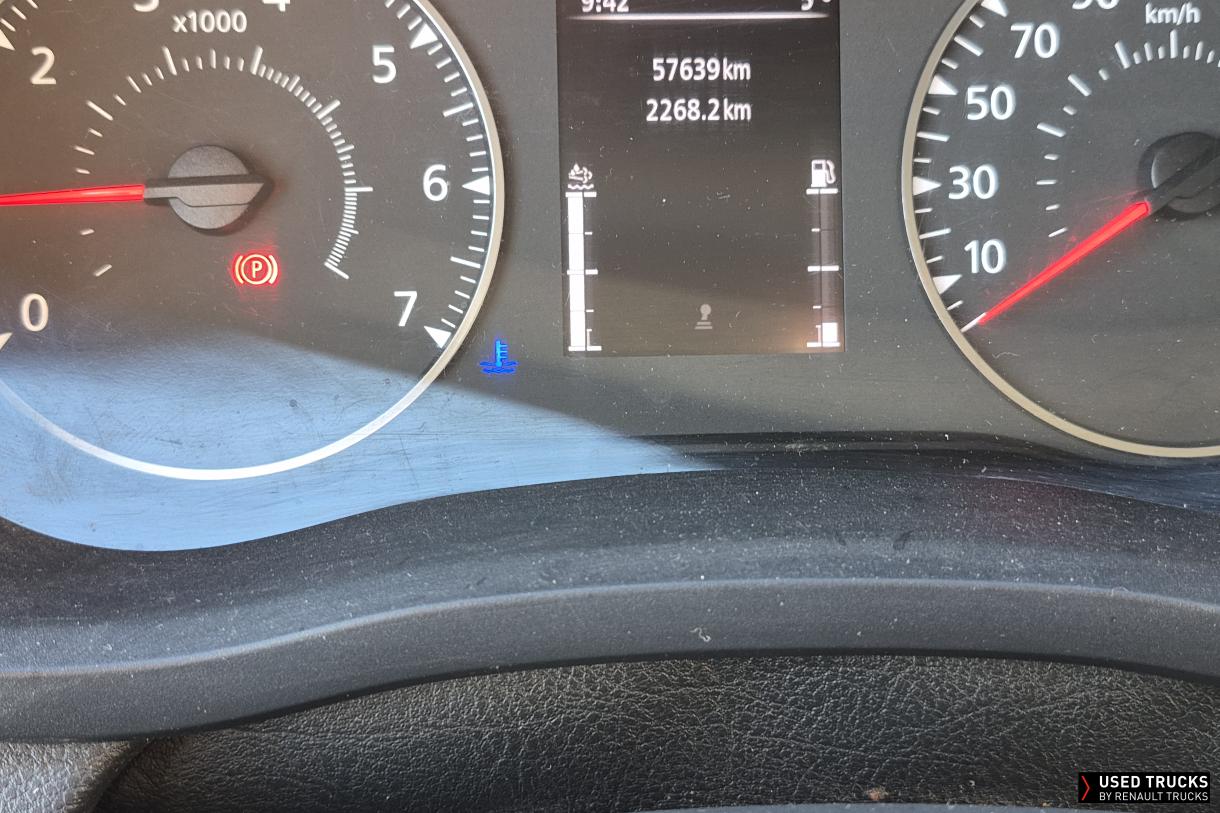 x1000
2
5
6
0
7
9:42
57639km
2268.2km
km/h
70
50
30
10
P
USED TRUCKS
BY RENAULT TRUCKS